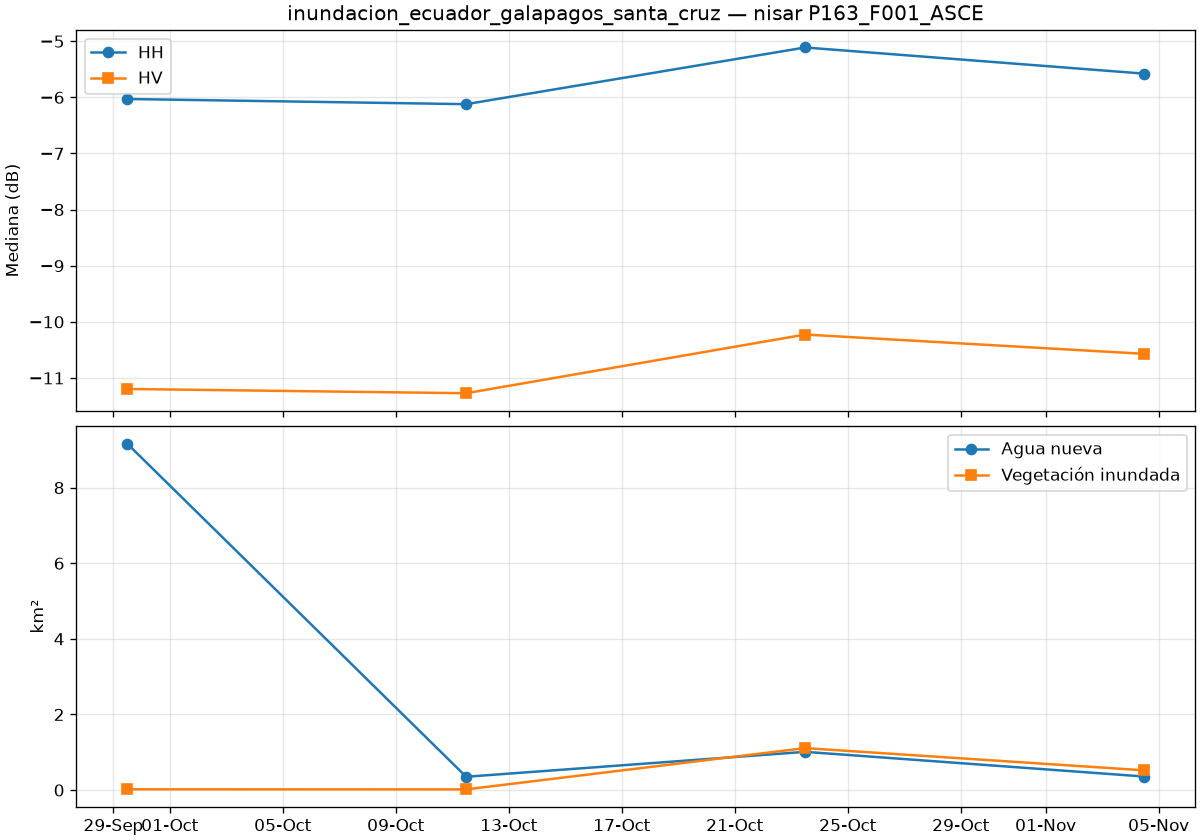 inundacion_ecuador_galapagos_santa_cruz — nisar P163_F001_ASCE
HH
HV
Mediana (dB)
−5
−6
−7
−8
−9
−10
−11
Agua nueva
Vegetación inundada
km²
8
6
4
2
0
29-Sep 01-Oct 05-Oct 09-Oct 13-Oct 17-Oct 21-Oct 25-Oct 29-Oct 01-Nov 05-Nov